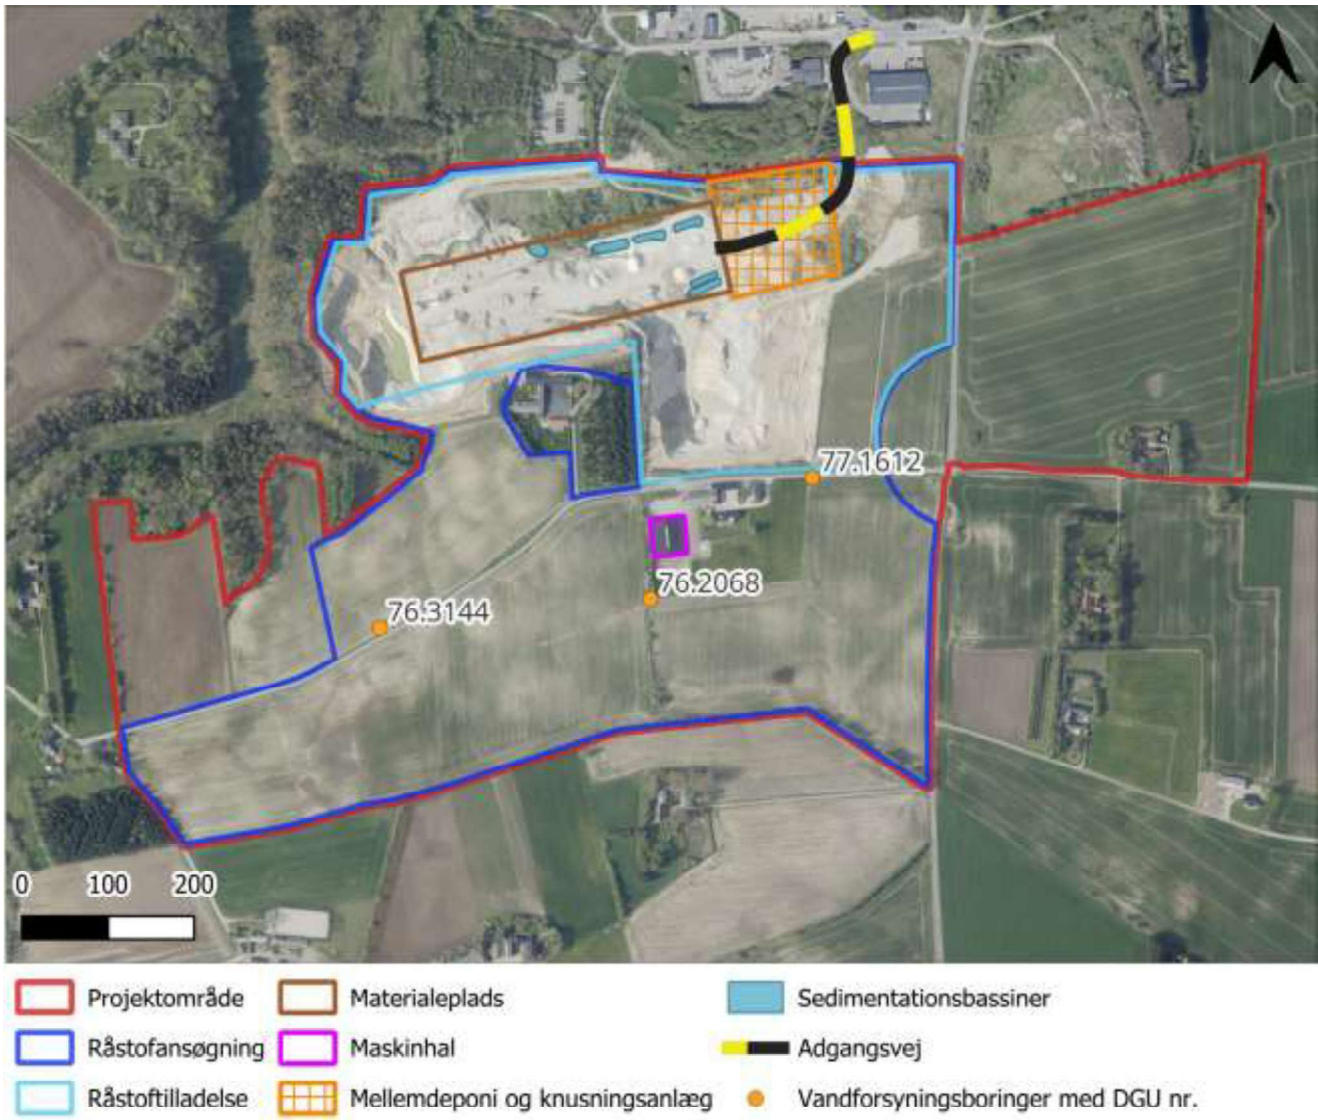 77.1612
76.2068
76.3144
0 100 200
Projektområde Materialeplads Sedimentationsbassiner
Råstofansøgning Maskinhal Adgangsvej
Råstoftilladelse Mellemdeponi og knusningsanlæg Vandforsyningsboringer med DGU nr.